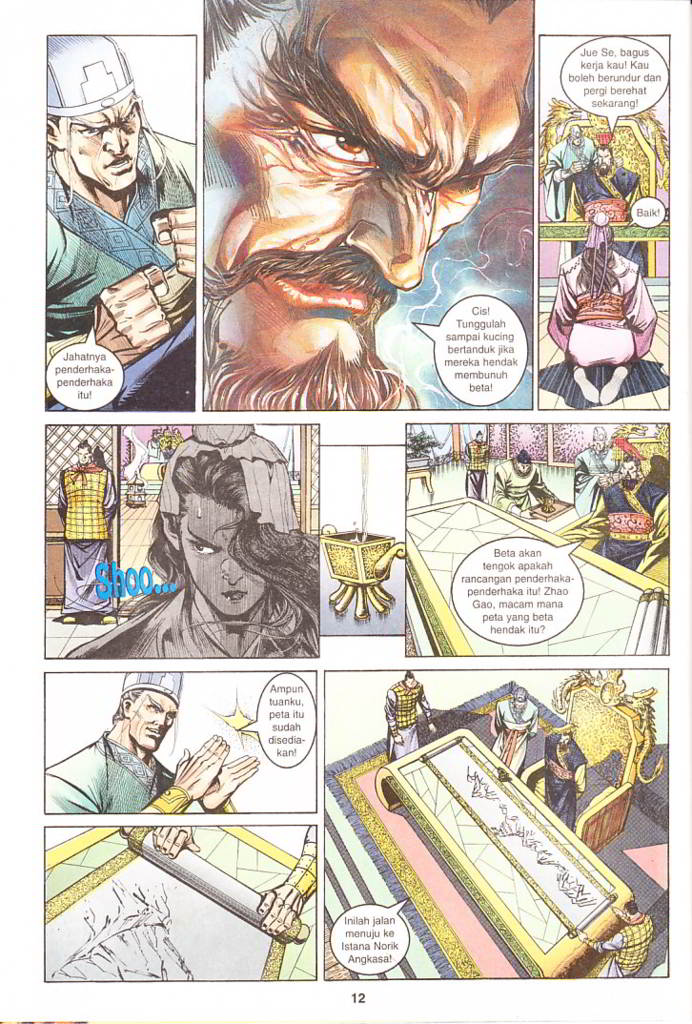 Jahatnya
penderhaka-
penderhaka
itu!
Cis!
Tunggulah
sampai kucing
bertanduk jika
mereka hendak
membunuh
beta!
Jue Se, bagus
kerja kau! Kau
boleh berundur dan
pergi berehat
sekarang!
Baik!
Shoo...
Beta akan
tengok apakah
rancangan penderhaka-
penderhaka itu! Zhao
Gao, macam mana
peta yang beta
hendak itu?
Ampun
tuanku,
peta itu
sudah
disedia-
kan!
Inilah jalan
menuju ke
Istana Norik
Angkasa!
12